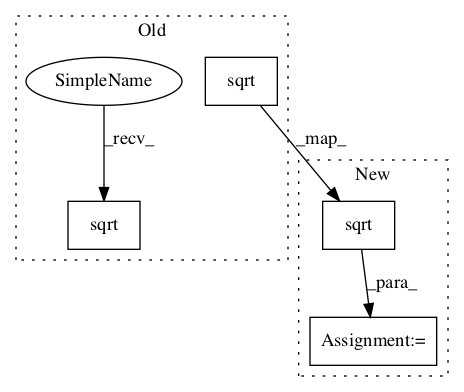 Old
SimpleName
sqrt
_recv_
_map_
New
sqrt
sqrt
_para_
Assignment:=